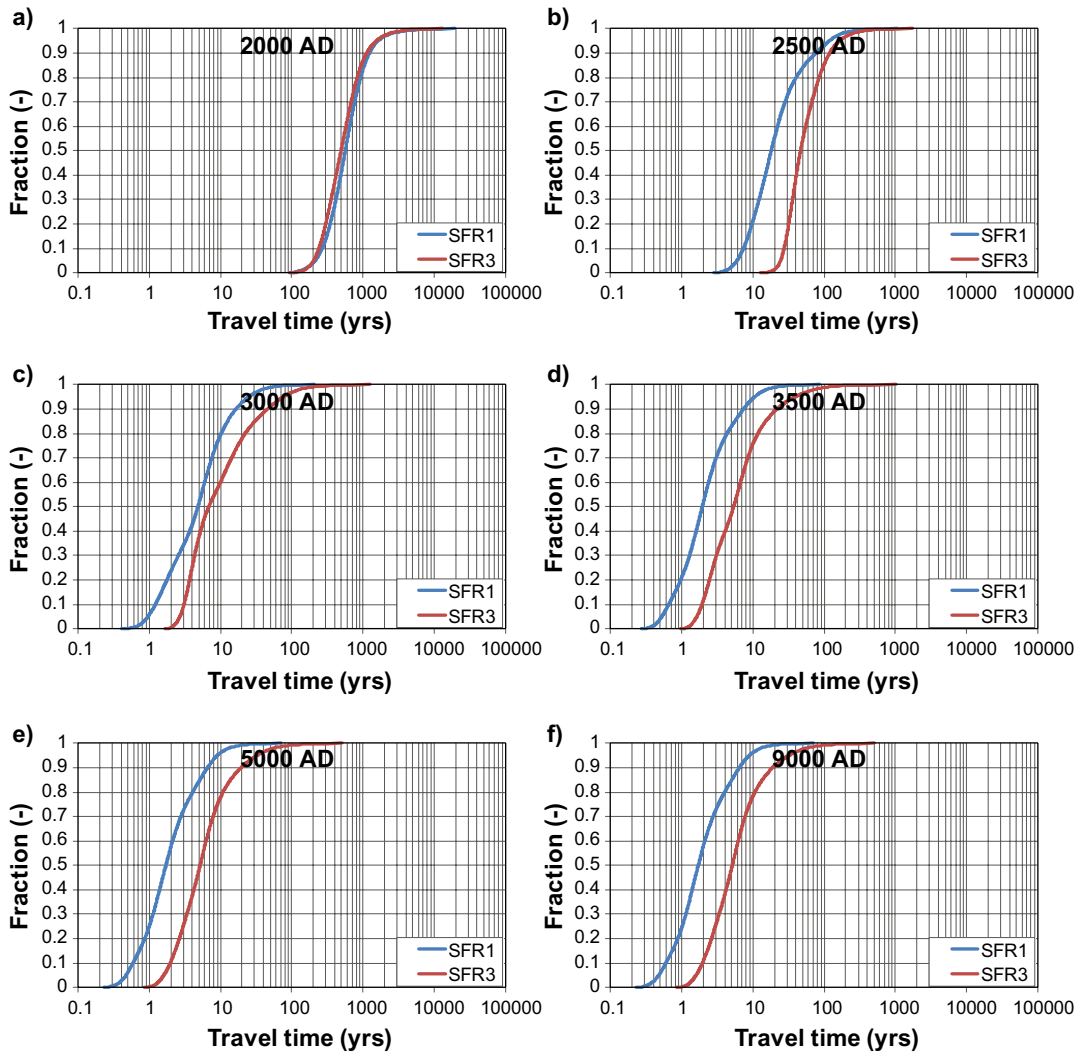 a)
2000 AD
Fraction (-)
1
0.9
0.8
0.7
0.6
0.5
0.4
0.3
0.2
0.1
0
SFR1
SFR3
0.1 1 10 100 1000 10000 100000
Travel time (yrs)
b)
2500 AD
Fraction (-)
1
0.9
0.8
0.7
0.6
0.5
0.4
0.3
0.2
0.1
0
SFR1
SFR3
0.1 1 10 100 1000 10000 100000
Travel time (yrs)
c)
3000 AD
Fraction (-)
1
0.9
0.8
0.7
0.6
0.5
0.4
0.3
0.2
0.1
0
SFR1
SFR3
0.1 1 10 100 1000 10000 100000
Travel time (yrs)
d)
3500 AD
Fraction (-)
1
0.9
0.8
0.7
0.6
0.5
0.4
0.3
0.2
0.1
0
SFR1
SFR3
0.1 1 10 100 1000 10000 100000
Travel time (yrs)
e)
5000 AD
Fraction (-)
1
0.9
0.8
0.7
0.6
0.5
0.4
0.3
0.2
0.1
0
SFR1
SFR3
0.1 1 10 100 1000 10000 100000
Travel time (yrs)
f)
9000 AD
Fraction (-)
1
0.9
0.8
0.7
0.6
0.5
0.4
0.3
0.2
0.1
0
SFR1
SFR3
0.1 1 10 100 1000 10000 100000
Travel time (yrs)